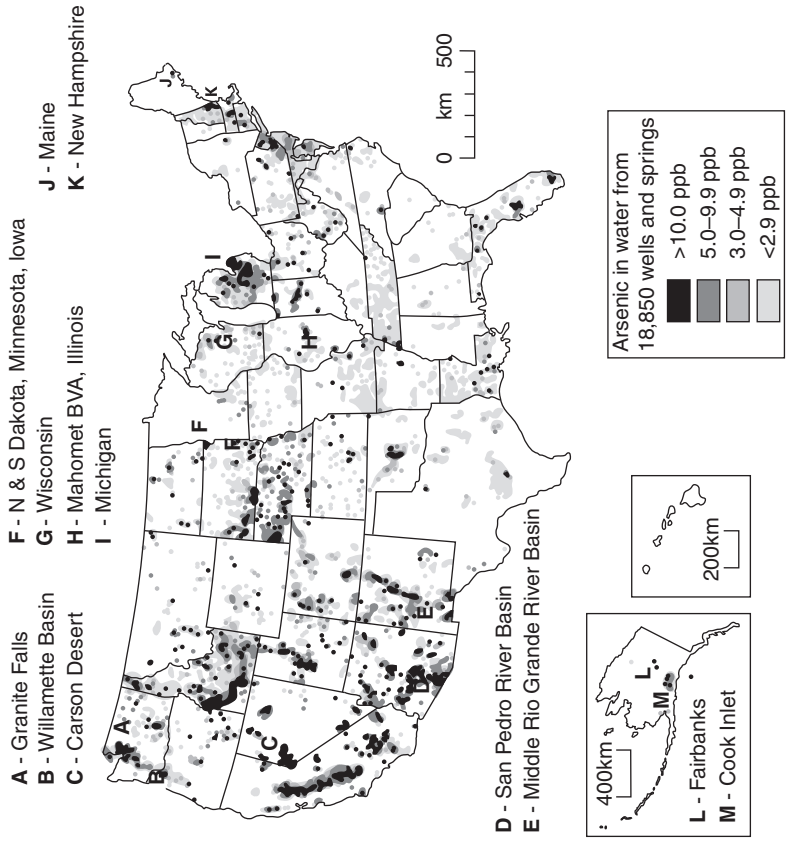 A - Granite Falls
B - Willamette Basin
C - Carson Desert
F - N & S Dakota, Minnesota, Iowa
G - Wisconsin
H - Mahomet BVA, Illinois
I - Michigan
J - Maine
K - New Hampshire
A
B
C
D
E
F
F
G
H
I
J
K
D - San Pedro River Basin
E - Middle Rio Grande River Basin
0 km 500
400km
L
M
L - Fairbanks
M - Cook Inlet
200km
Arsenic in water from
18,850 wells and springs
>10.0 ppb
5.0–9.9 ppb
3.0–4.9 ppb
<2.9 ppb